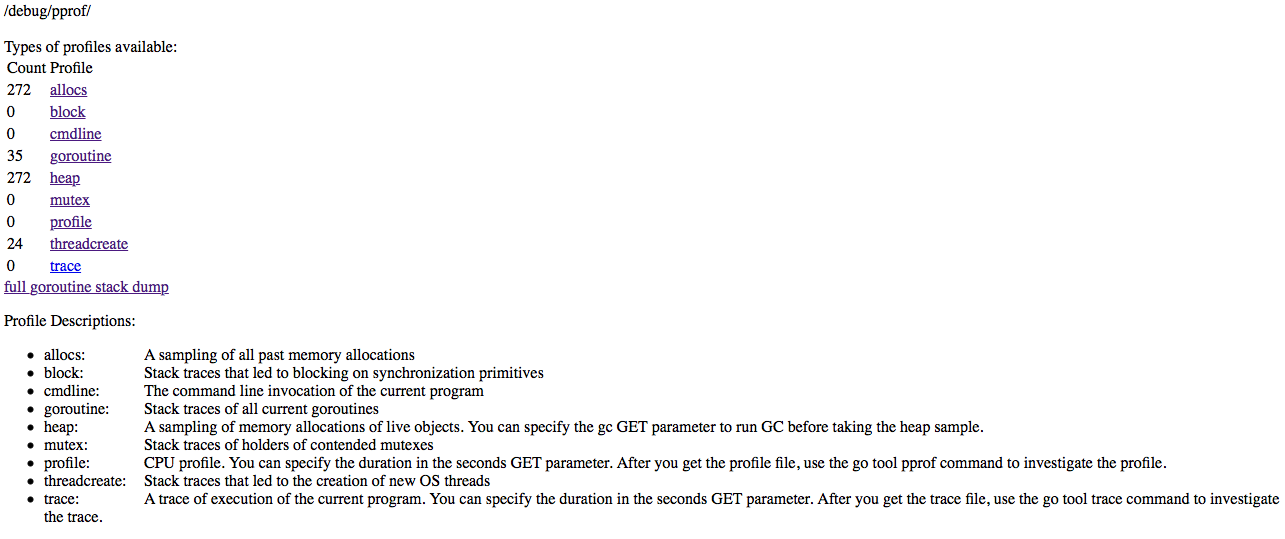 /debug/pprof/
Types of profiles available:
Count Profile
272 allocs
0 block
0 cmdline
35 goroutine
272 heap
0 mutex
0 profile
24 threadcreate
0 trace
full goroutine stack dump
Profile Descriptions:
• allocs: A sampling of all past memory allocations
• block: Stack traces that led to blocking on synchronization primitives
• cmdline: The command line invocation of the current program
• goroutine: Stack traces of all current goroutines
• heap: A sampling of memory allocations of live objects. You can specify the gc GET parameter to run GC before taking the heap sample.
• mutex: Stack traces of holders of contended mutexes
• profile: CPU profile. You can specify the duration in the seconds GET parameter. After you get the profile file, use the go tool pprof command to investigate the profile.
• threadcreate: Stack traces that led to the creation of new OS threads
• trace: A trace of execution of the current program. You can specify the duration in the seconds GET parameter. After you get the trace file, use the go tool trace command to investigate
the trace.